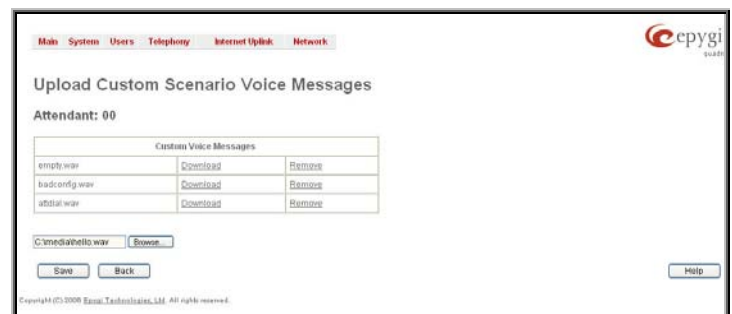 Main System Users Telephony Internet Uplink Network
epygi
quadro
Upload Custom Scenario Voice Messages
Attendant: 00
Custom Voice Messages
empty.wav Download Remove
badconfig.wav Download Remove
attdial.wav Download Remove
C:\media\hello.wav Browse...
Save Back Help
Copyright (C) 2008 Epygi Technologies, Ltd. All rights reserved.